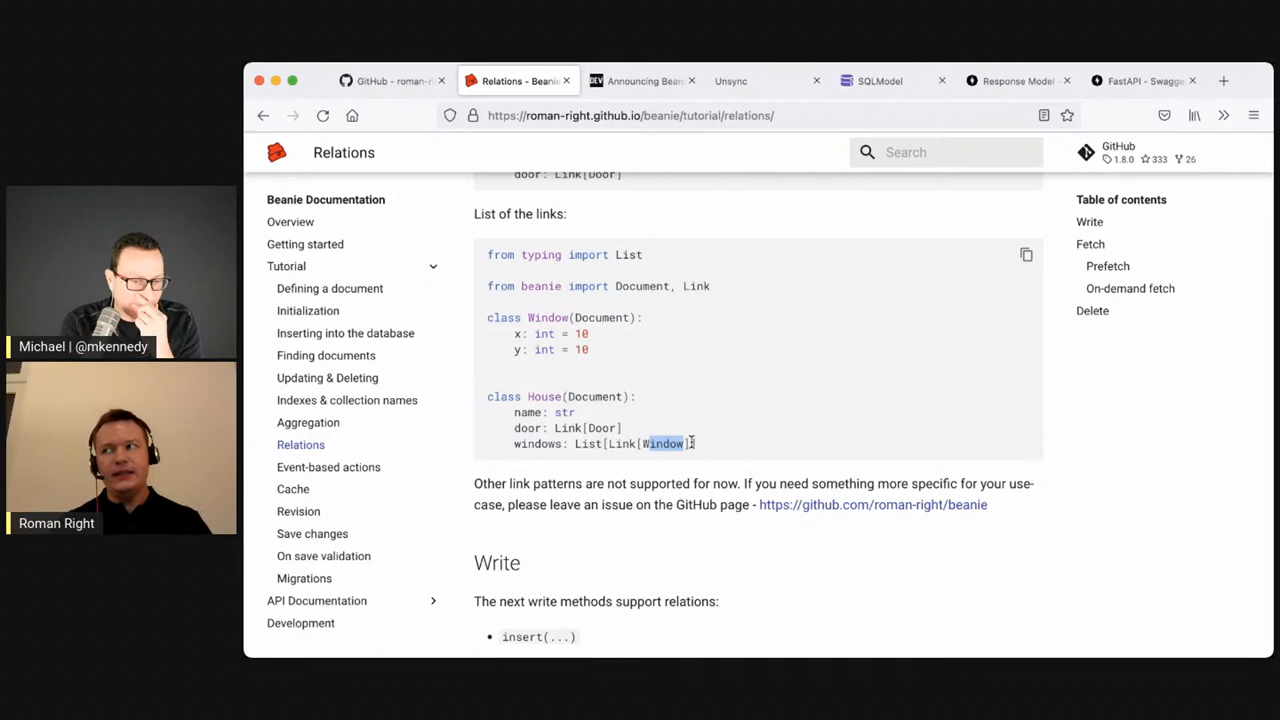 GitHub - roman-ri
Relations - Beanie
DEV
Announcing Bean
Unsync
SQLModel
Response Model -
FastAPI - Swagge
https://roman-right.github.io/beanie/tutorial/relations/
Relations
Search
GitHub
1.8.0 333 26
Beanie Documentation
Overview
Getting started
Tutorial
Defining a document
Initialization
Inserting into the database
Finding documents
Updating & Deleting
Indexes & collection names
Aggregation
Relations
Event-based actions
Cache
Revision
Save changes
On save validation
Migrations
API Documentation
Development
door: Link[Door]
List of the links:
from typing import List
from beanie import Document, Link
class Window(Document):
x: int = 10
y: int = 10
class House(Document):
name: str
door: Link[Door]
windows: List[Link[Window]]
Other link patterns are not supported for now. If you need something more specific for your use-
case, please leave an issue on the GitHub page - https://github.com/roman-right/beanie
Write
The next write methods support relations:
• insert(...)
Table of contents
Write
Fetch
Prefetch
On-demand fetch
Delete
Michael | @mkennedy
Roman Right